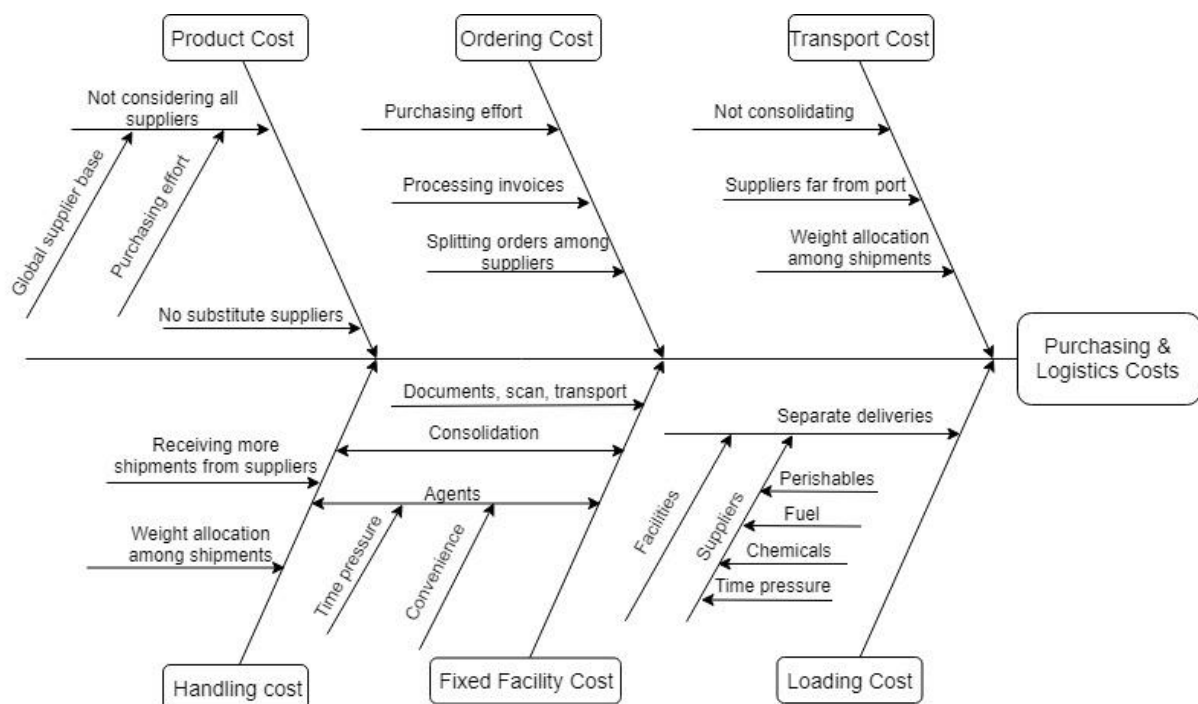 Product Cost
Ordering Cost
Transport Cost
Not considering all
suppliers
Global supplier base
Purchasing effort
No substitute suppliers
Purchasing effort
Processing invoices
Splitting orders among
suppliers
Not consolidating
Suppliers far from port
Weight allocation
among shipments
Purchasing &
Logistics Costs
Receiving more
shipments from suppliers
Weight allocation
among shipments
Documents, scan, transport
Consolidation
Agents
Time pressure
Convenience
Separate deliveries
Facilities
Suppliers
Perishables
Fuel
Chemicals
Time pressure
Handling cost
Fixed Facility Cost
Loading Cost